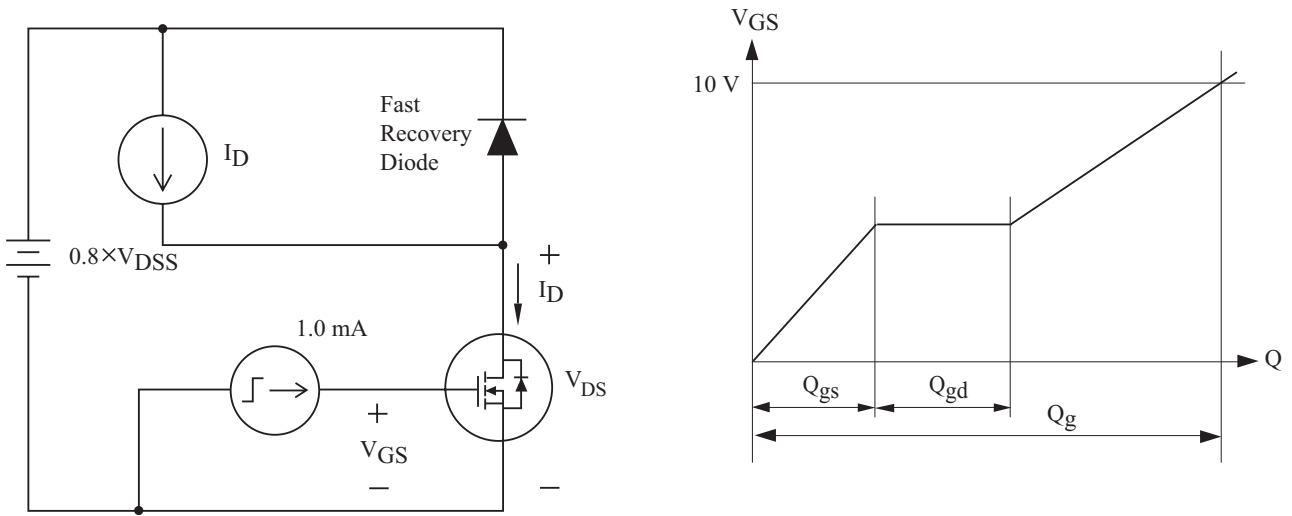 Fast
Recovery
Diode
I_D
0.8×V_DSS
+
I_D
1.0 mA
V_DS
+
V_GS
−
−
V_GS
10 V
Q
Q_gs
Q_gd
Q_g